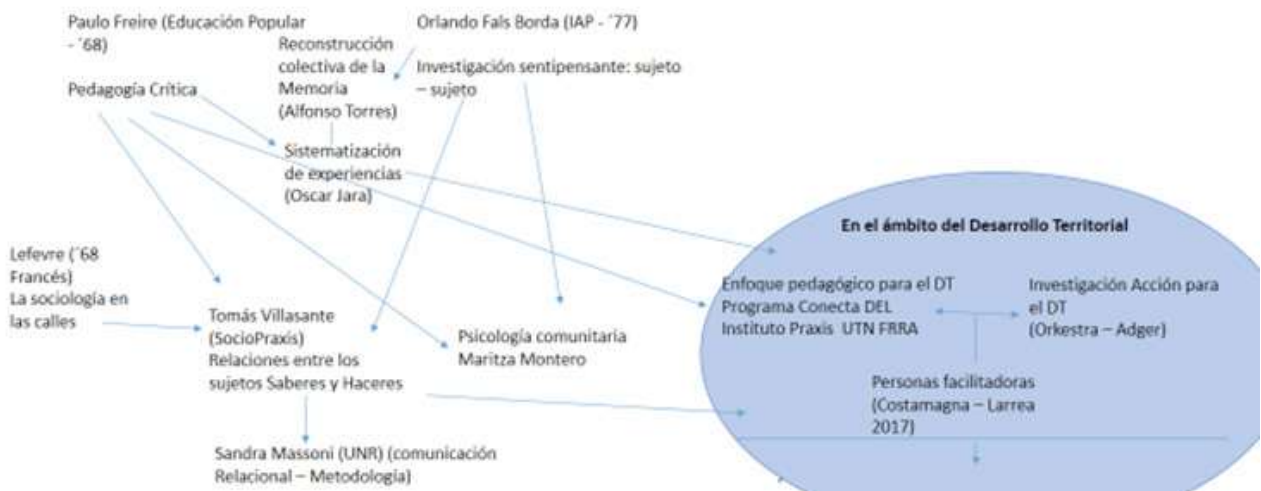 Paulo Freire (Educación Popular
- ´68)
Pedagogía Crítica
Reconstrucción
colectiva de la
Memoria
(Alfonso Torres)
Orlando Fals Borda (IAP - ´77)
Investigación sentipensante: sujeto
– sujeto
Sistematización
de experiencias
(Oscar Jara)
Lefevre (´68
Francés)
La sociología en
las calles
Tomás Villasante
(SocioPraxis)
Relaciones entre los
sujetos Saberes y Haceres
Psicología comunitaria
Maritza Montero
Sandra Massoni (UNR) (comunicación
Relacional – Metodología)
En el ámbito del Desarrollo Territorial
Enfoque pedagógico para el DT
Programa Conecta DEL
Instituto Praxis UTN FRRA
Investigación Acción para
el DT
(Orkestra – Adger)
Personas facilitadoras
(Costamagna – Larrea
2017)